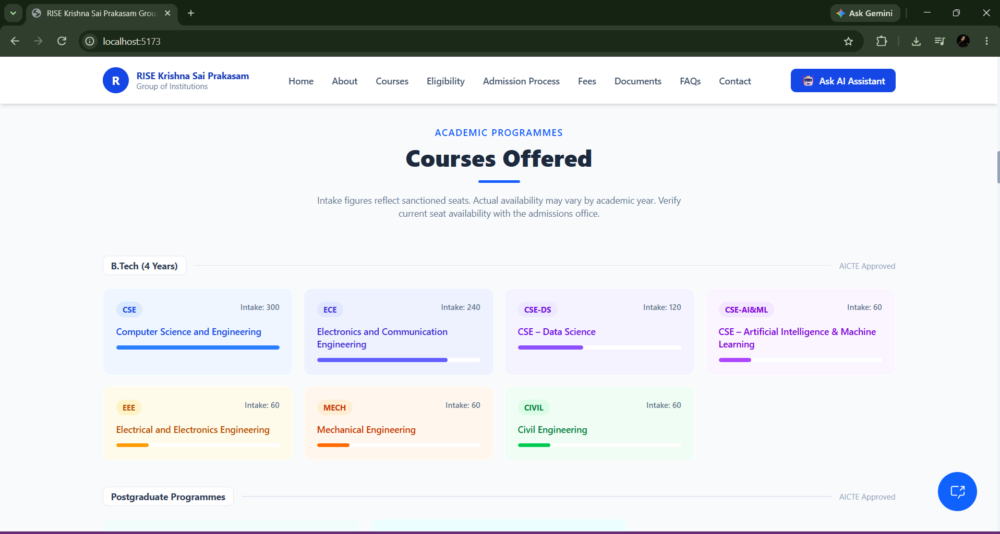 RISE Krishna Sai Prakasam Grou
Ask Gemini
localhost:5173
R
RISE Krishna Sai Prakasam
Group of Institutions
Home
About
Courses
Eligibility
Admission Process
Fees
Documents
FAQs
Contact
Ask AI Assistant
ACADEMIC PROGRAMMES
Courses Offered
Intake figures reflect sanctioned seats. Actual availability may vary by academic year. Verify
current seat availability with the admissions office.
B.Tech (4 Years)
AICTE Approved
CSE
Intake: 300
Computer Science and Engineering
ECE
Intake: 240
Electronics and Communication
Engineering
CSE-DS
Intake: 120
CSE – Data Science
CSE-AI&ML
Intake: 60
CSE – Artificial Intelligence & Machine
Learning
EEE
Intake: 60
Electrical and Electronics Engineering
MECH
Intake: 60
Mechanical Engineering
CIVIL
Intake: 60
Civil Engineering
Postgraduate Programmes
AICTE Approved